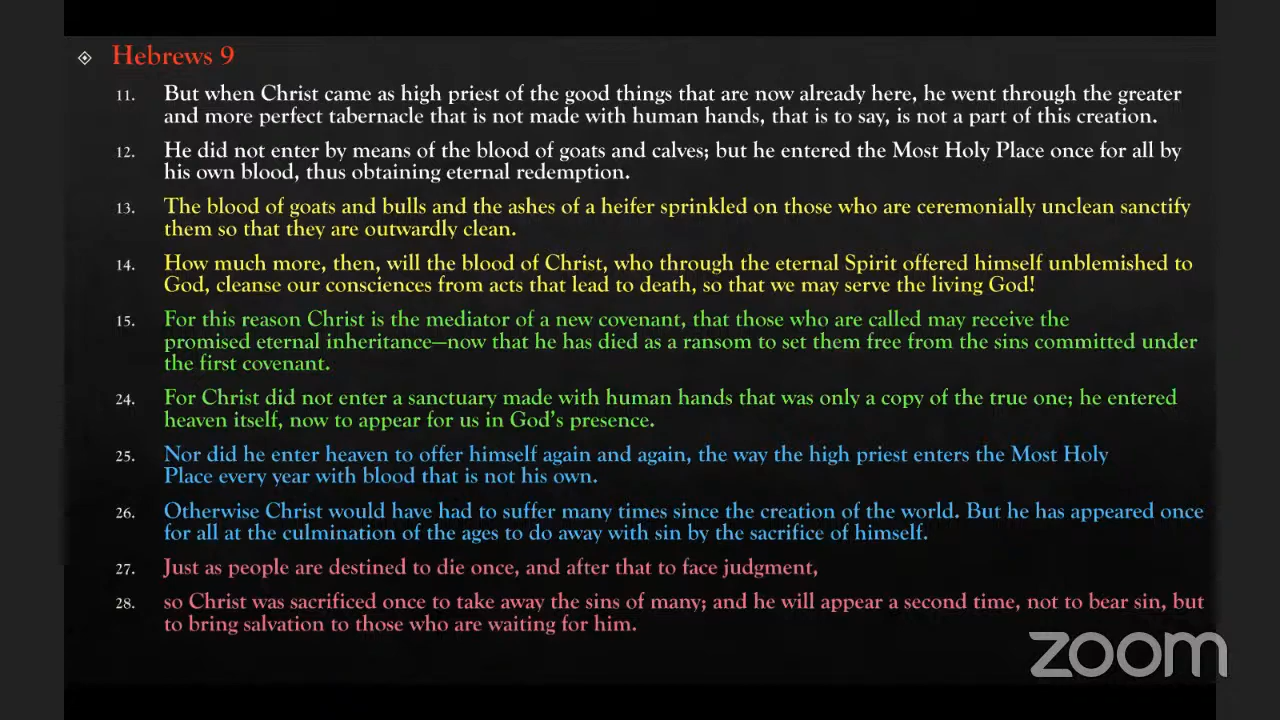 Hebrews 9
11. But when Christ came as high priest of the good things that are now already here, he went through the greater
and more perfect tabernacle that is not made with human hands, that is to say, is not a part of this creation.
12. He did not enter by means of the blood of goats and calves; but he entered the Most Holy Place once for all by
his own blood, thus obtaining eternal redemption.
13. The blood of goats and bulls and the ashes of a heifer sprinkled on those who are ceremonially unclean sanctify
them so that they are outwardly clean.
14. How much more, then, will the blood of Christ, who through the eternal Spirit offered himself unblemished to
God, cleanse our consciences from acts that lead to death, so that we may serve the living God!
15. For this reason Christ is the mediator of a new covenant, that those who are called may receive the
promised eternal inheritance—now that he has died as a ransom to set them free from the sins committed under
the first covenant.
24. For Christ did not enter a sanctuary made with human hands that was only a copy of the true one; he entered
heaven itself, now to appear for us in God's presence.
25. Nor did he enter heaven to offer himself again and again, the way the high priest enters the Most Holy
Place every year with blood that is not his own.
26. Otherwise Christ would have had to suffer many times since the creation of the world. But he has appeared once
for all at the culmination of the ages to do away with sin by the sacrifice of himself.
27. Just as people are destined to die once, and after that to face judgment,
28. so Christ was sacrificed once to take away the sins of many; and he will appear a second time, not to bear sin, but
to bring salvation to those who are waiting for him.
zoom